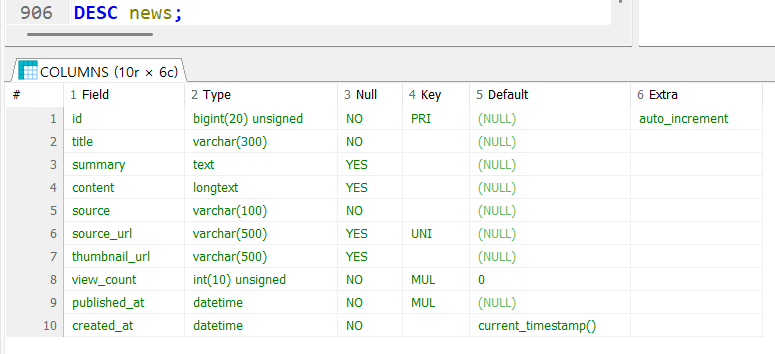 906 DESC news;
COLUMNS (10r × 6c)
# 1 Field 2 Type 3 Null 4 Key 5 Default 6 Extra
1 id bigint(20) unsigned NO PRI (NULL) auto_increment
2 title varchar(300) NO (NULL)
3 summary text YES (NULL)
4 content longtext YES (NULL)
5 source varchar(100) NO (NULL)
6 source_url varchar(500) YES UNI (NULL)
7 thumbnail_url varchar(500) YES (NULL)
8 view_count int(10) unsigned NO MUL 0
9 published_at datetime NO MUL (NULL)
10 created_at datetime NO current_timestamp()